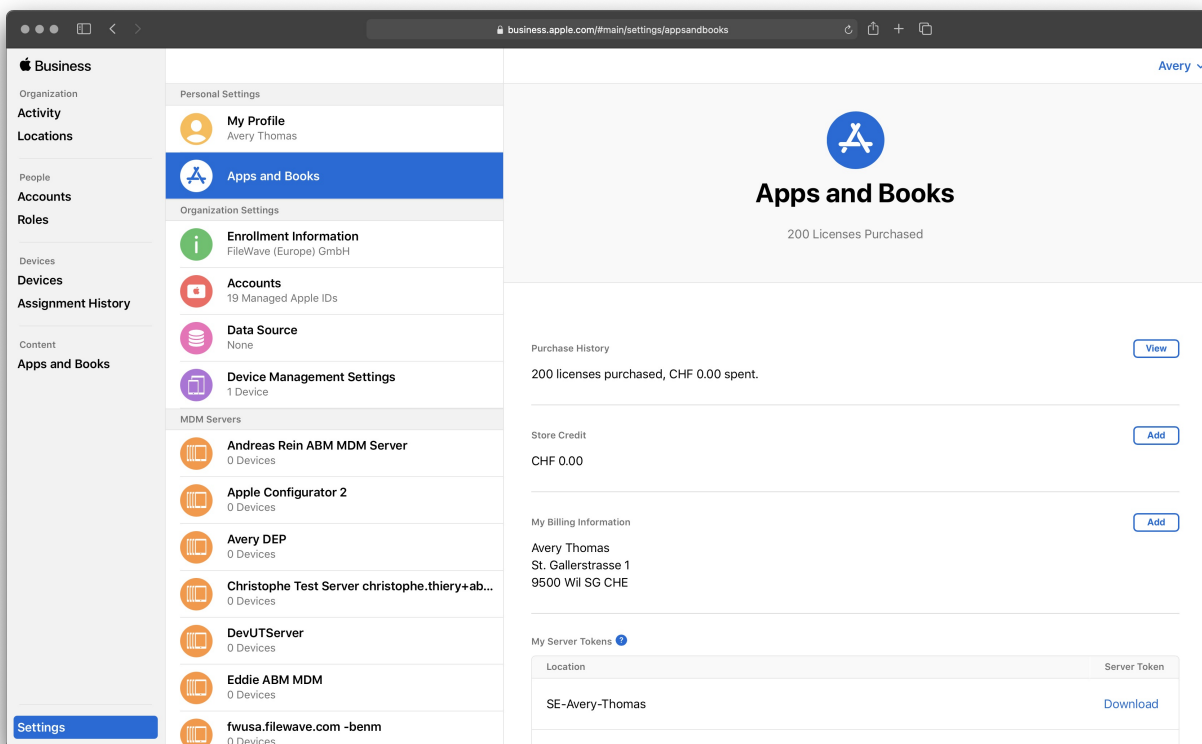 business.apple.com/#main/settings/appsandbooks
Business
Organization
Activity
Locations
People
Accounts
Roles
Devices
Devices
Assignment History
Content
Apps and Books
Settings
Personal Settings
My Profile
Avery Thomas
Apps and Books
Organization Settings
Enrollment Information
FileWave (Europe) GmbH
Accounts
19 Managed Apple IDs
Data Source
None
Device Management Settings
1 Device
MDM Servers
Andreas Rein ABM MDM Server
0 Devices
Apple Configurator 2
0 Devices
Avery DEP
0 Devices
Christophe Test Server christophe.thiery+ab...
0 Devices
DevUTServer
0 Devices
Eddie ABM MDM
0 Devices
fwusa.filewave.com -benm
0 Devices
Avery
Apps and Books
200 Licenses Purchased
Purchase History
View
200 licenses purchased, CHF 0.00 spent.
Store Credit
Add
CHF 0.00
My Billing Information
Add
Avery Thomas
St. Gallerstrasse 1
9500 Wil SG CHE
My Server Tokens ?
Location Server Token
SE-Avery-Thomas Download